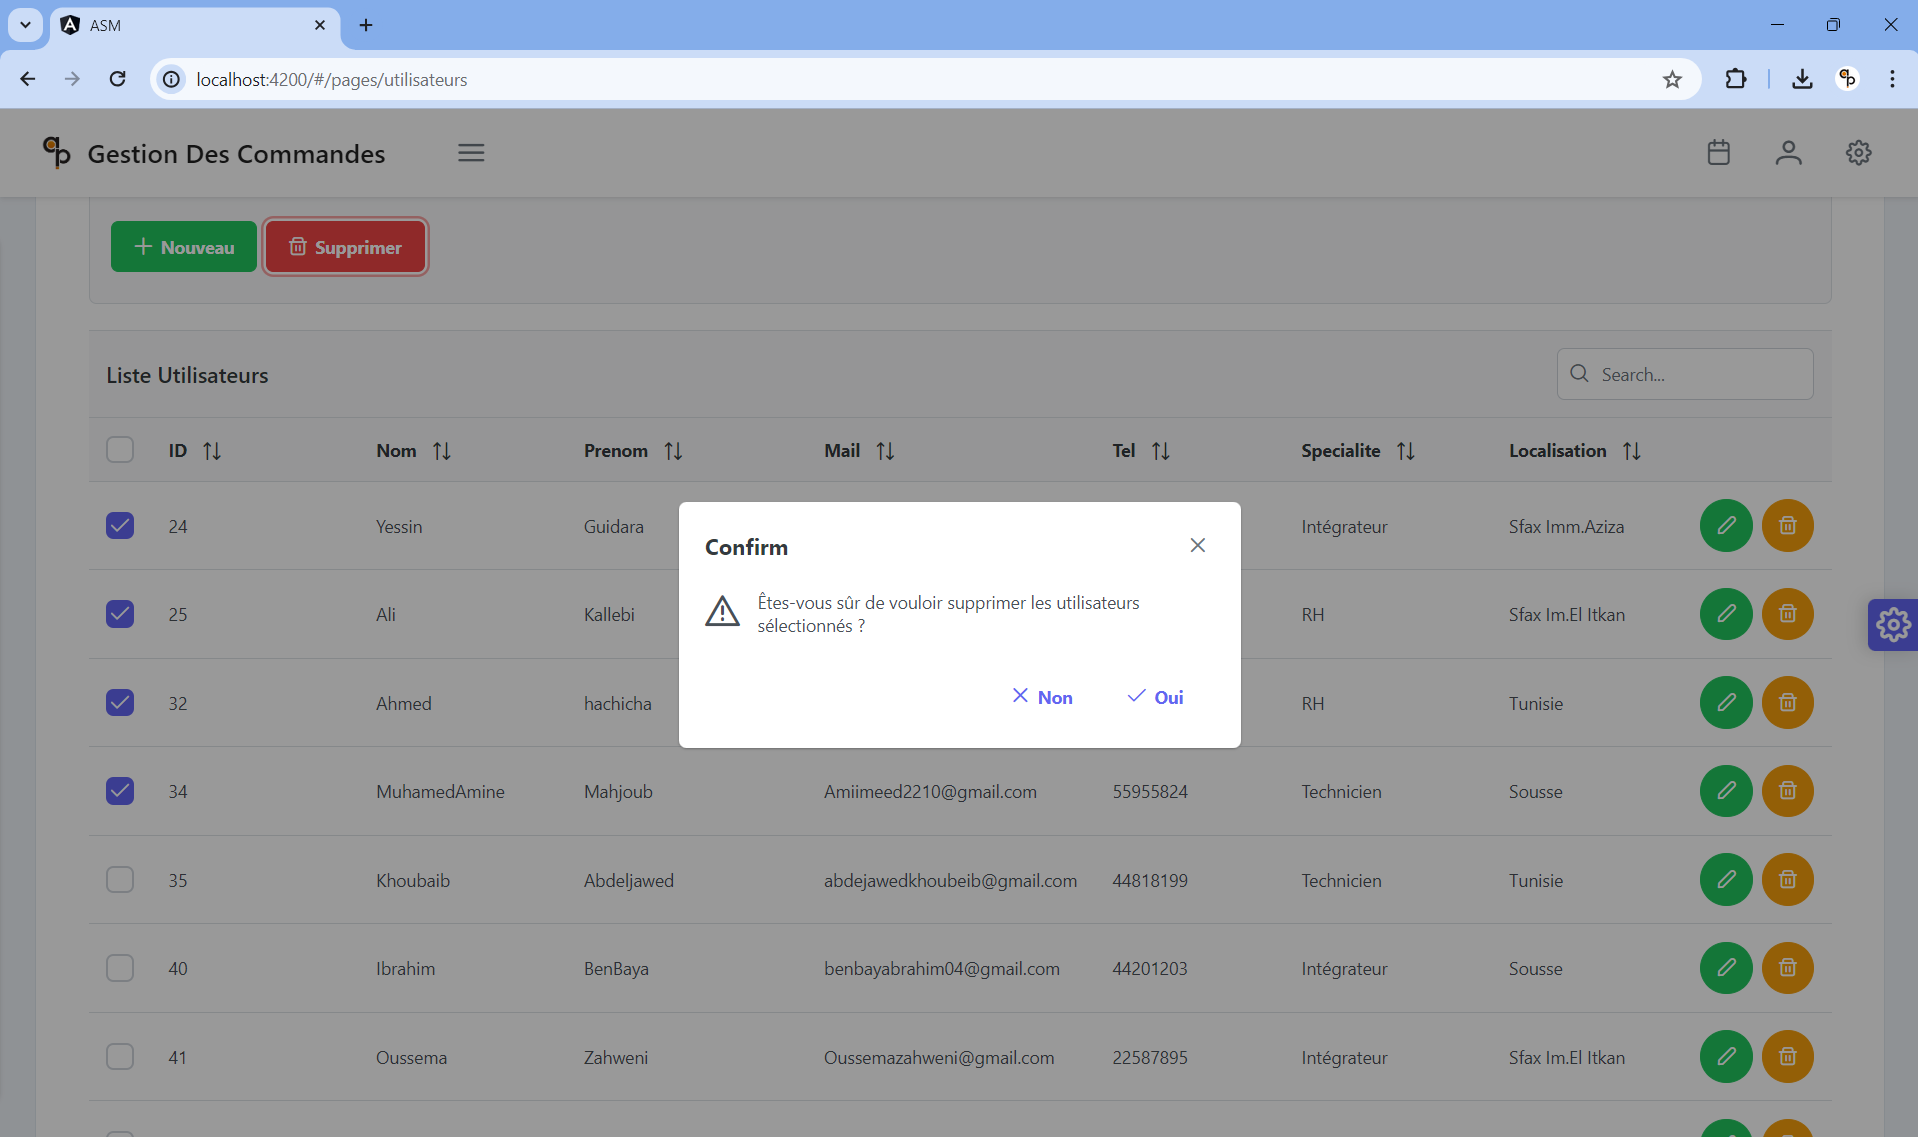 ASM
localhost:4200/#/pages/utilisateurs
Gestion Des Commandes
Nouveau Supprimer
Liste Utilisateurs Search...
ID Nom Prenom Mail Tel Specialite Localisation
24 Yessin Guidara Intégrateur Sfax Imm.Aziza
25 Ali Kallebi RH Sfax Im.El Itkan
32 Ahmed hachicha RH Tunisie
Confirm
Êtes-vous sûr de vouloir supprimer les utilisateurs
sélectionnés ?
Non Oui
34 MuhamedAmine Mahjoub Amiimeed2210@gmail.com 55955824 Technicien Sousse
35 Khoubaib Abdeljawed abdejawedkhoubeib@gmail.com 44818199 Technicien Tunisie
40 Ibrahim BenBaya benbayabrahim04@gmail.com 44201203 Intégrateur Sousse
41 Oussema Zahweni Oussemazahweni@gmail.com 22587895 Intégrateur Sfax Im.El Itkan